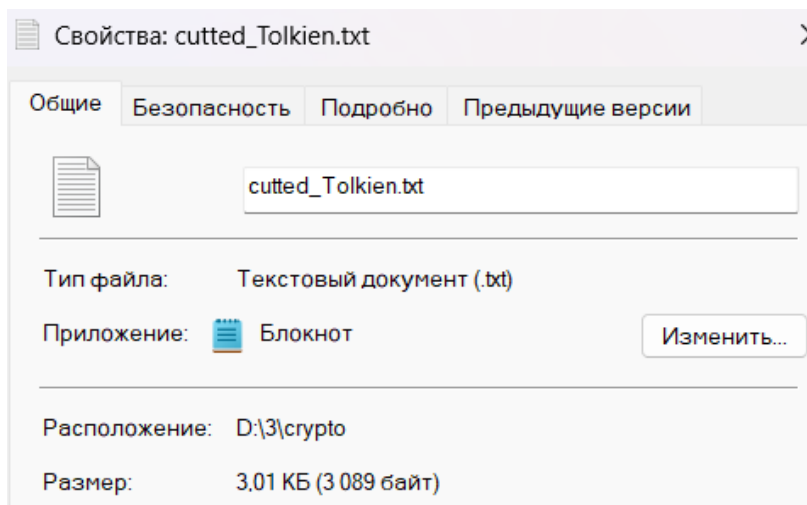 Свойства: cutted_Tolkien.txt
Общие Безопасность Подробно Предыдущие версии
cutted_Tolkien.txt
Тип файла: Текстовый документ (.txt)
Приложение: Блокнот Изменить...
Расположение: D:\3\crypto
Размер: 3,01 КБ (3 089 байт)